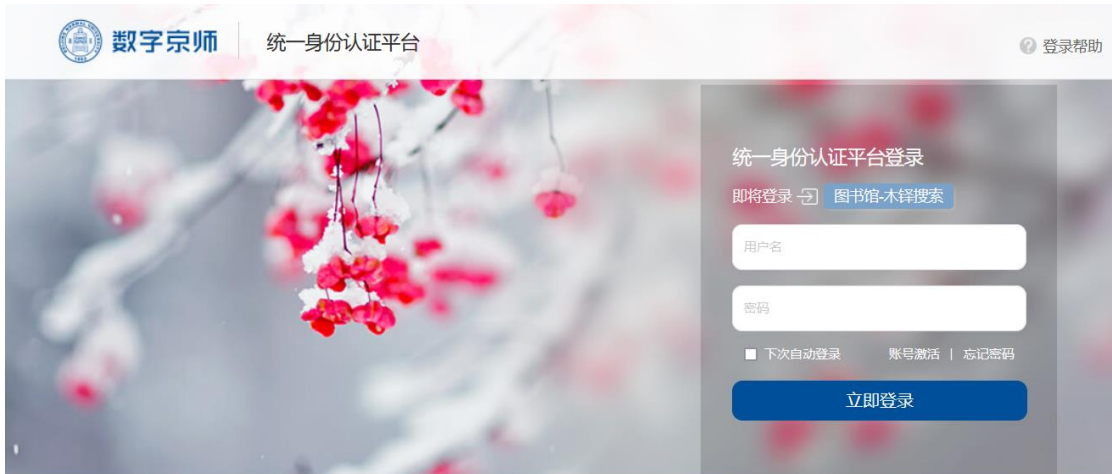 数字京师
统一身份认证平台
登录帮助
统一身份认证平台登录
即将登录 图书馆-木铎搜索
用户名
密码
下次自动登录 账号激活 | 忘记密码
立即登录